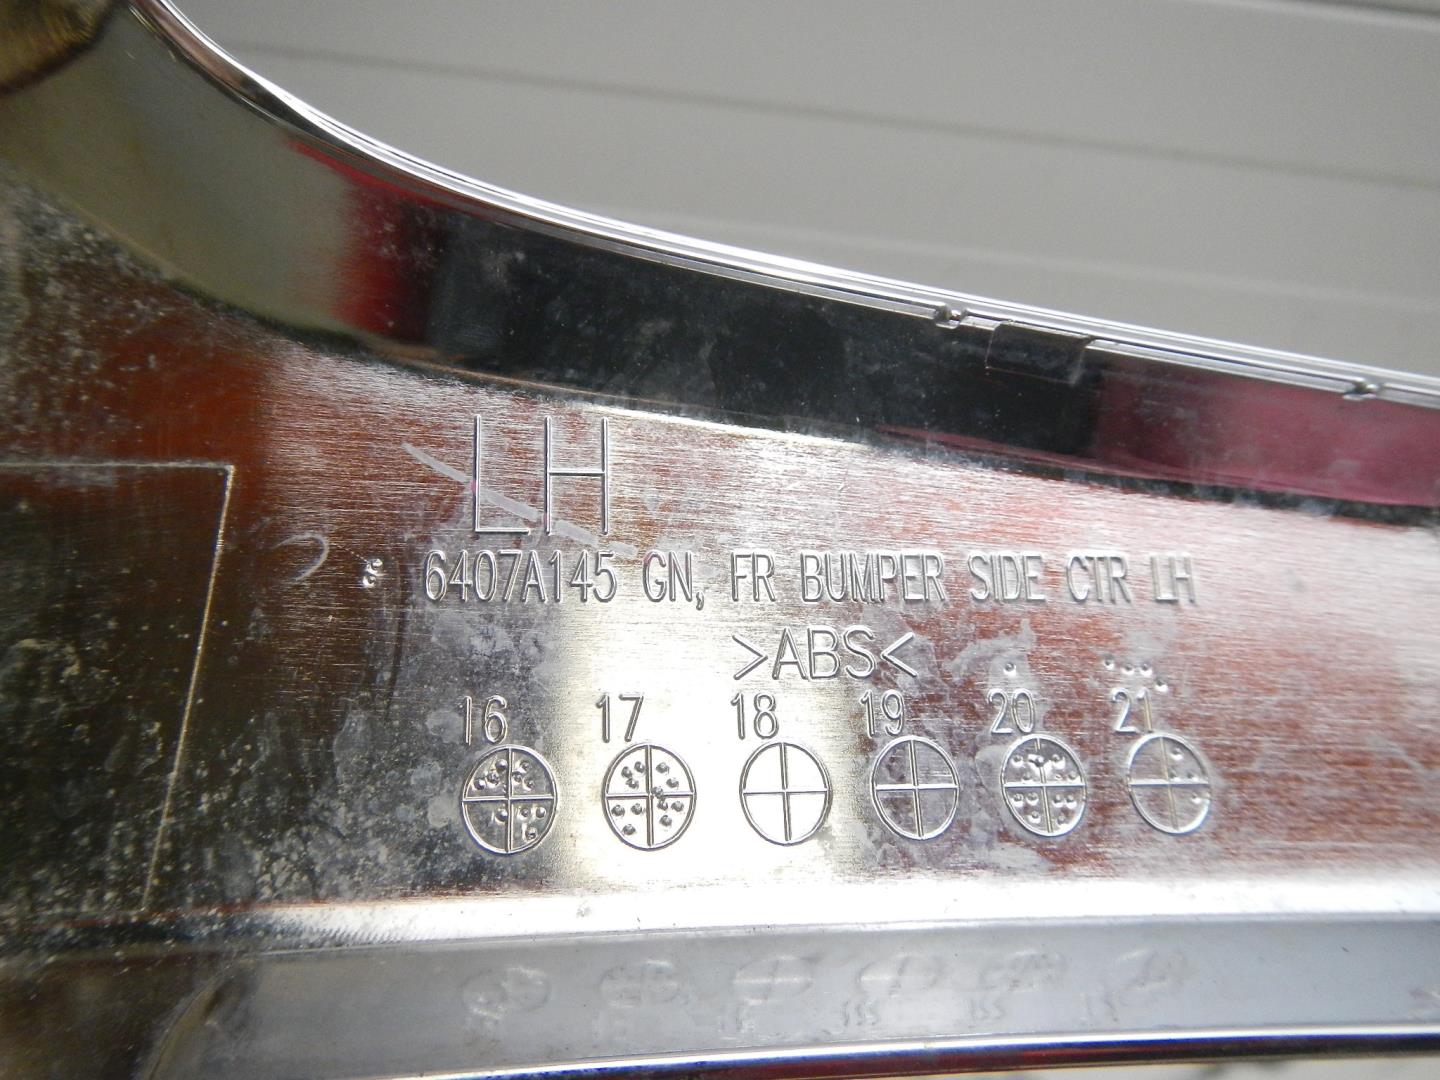 LH
6407A145 GN, FR BUMPER SIDE CTR LH
>ABS<
16 17 18 19 20 21